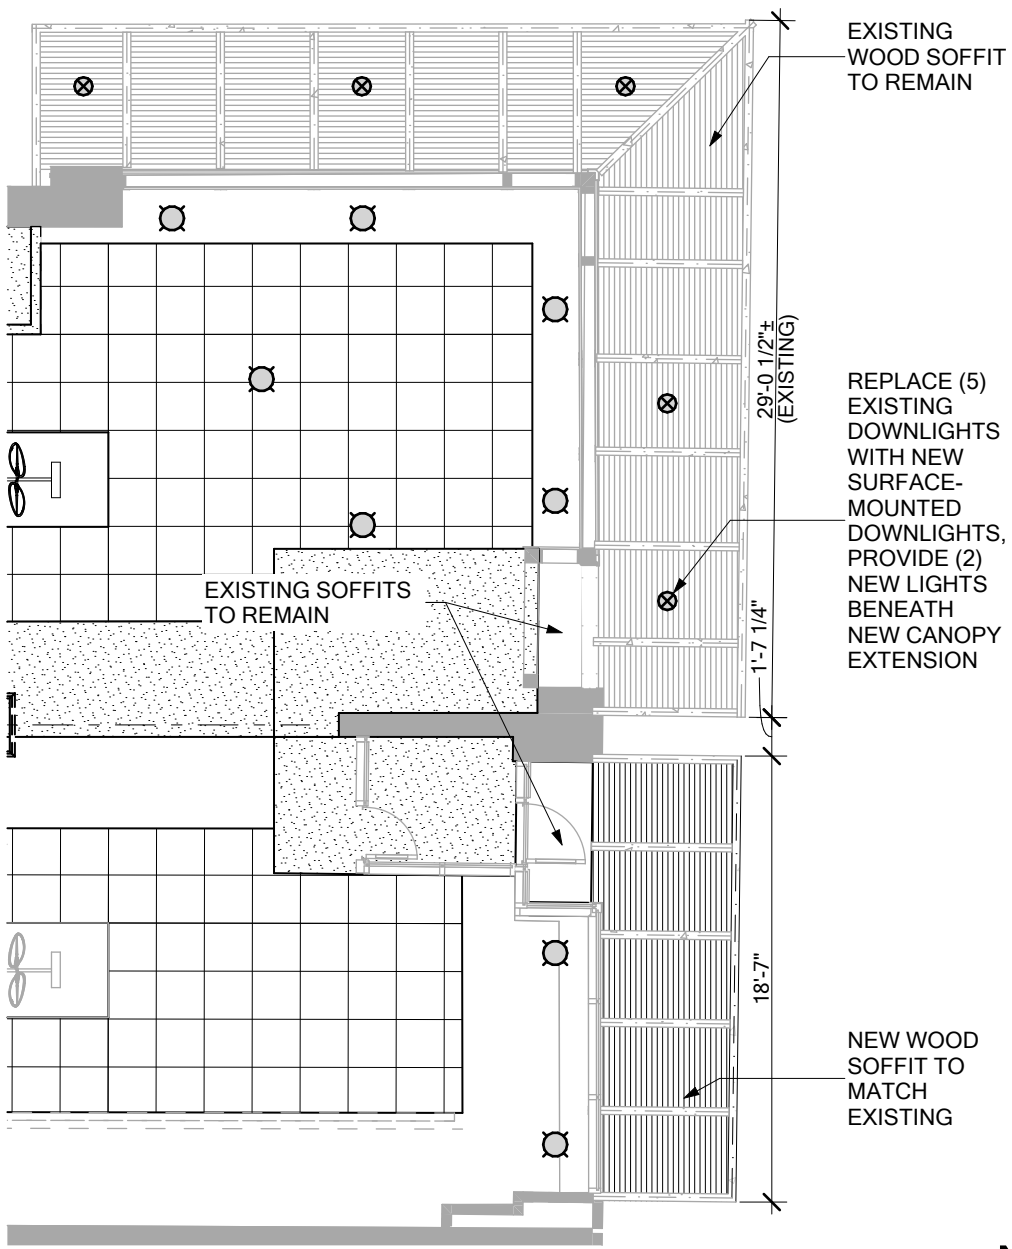 EXISTING
WOOD SOFFIT
TO REMAIN
29'-0 1/2"±
(EXISTING)
REPLACE (5)
EXISTING
DOWNLIGHTS
WITH NEW
SURFACE-
MOUNTED
DOWNLIGHTS,
PROVIDE (2)
NEW LIGHTS
BENEATH
NEW CANOPY
EXTENSION
EXISTING SOFFITS
TO REMAIN
1'-7 1/4"
18'-7"
NEW WOOD
SOFFIT TO
MATCH
EXISTING